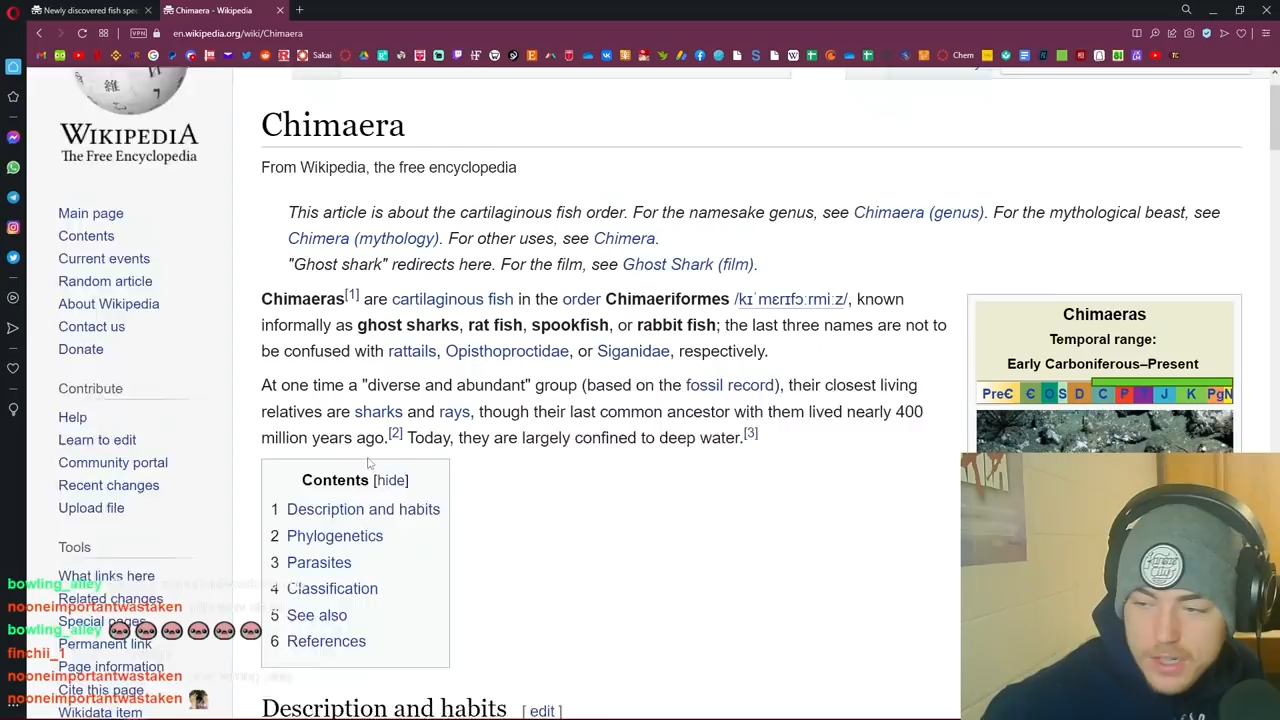 Newly discovered fish spe
Chimaera - Wikipedia
VPN
en.wikipedia.org/wiki/Chimaera
Sakai
Chem
WIKIPEDIA
The Free Encyclopedia
Main page
Contents
Current events
Random article
About Wikipedia
Contact us
Donate
Contribute
Help
Learn to edit
Community portal
Recent changes
Upload file
Tools
What links here
Related changes
Special pages
Permanent link
Page information
Cite this page
Wikidata item
Chimaera
From Wikipedia, the free encyclopedia
This article is about the cartilaginous fish order. For the namesake genus, see Chimaera (genus). For the mythological beast, see
Chimera (mythology). For other uses, see Chimera.
"Ghost shark" redirects here. For the film, see Ghost Shark (film).
Chimaeras[1] are cartilaginous fish in the order Chimaeriformes /kɪˈmɛrɪfɔːrmiːz/, known
informally as ghost sharks, rat fish, spookfish, or rabbit fish; the last three names are not to
be confused with rattails, Opisthoproctidae, or Siganidae, respectively.
At one time a "diverse and abundant" group (based on the fossil record), their closest living
relatives are sharks and rays, though their last common ancestor with them lived nearly 400
million years ago.[2] Today, they are largely confined to deep water.[3]
Contents [hide]
1 Description and habits
2 Phylogenetics
3 Parasites
4 Classification
5 See also
6 References
Description and habits [ edit ]
Chimaeras
Temporal range:
Early Carboniferous–Present
PreꞒ Ꞓ O S D C P T J K PgN
bowling_alley
nooneimportantwastaken
bowling_alley
finchii_1
nooneimportantwastaken
nooneimportantwastaken